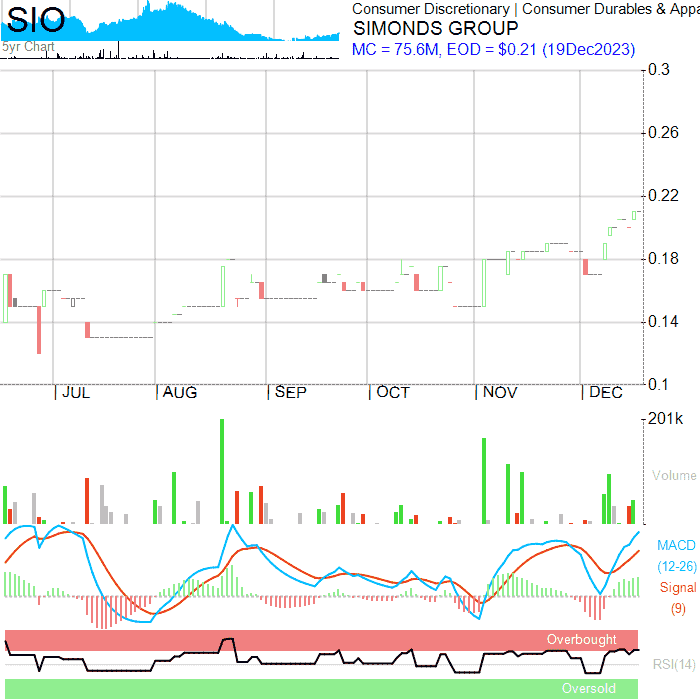 SIO
Consumer Discretionary | Consumer Durables & Appa
SIMONDS GROUP
5yr Chart
MC = 75.6M, EOD = $0.21 (19Dec2023)
0.3
0.26
0.22
0.18
0.14
0.1
| JUL | AUG | SEP | OCT | NOV | DEC
201k
Volume
MACD
(12-26)
Signal
(9)
Overbought
RSI(14)
Oversold